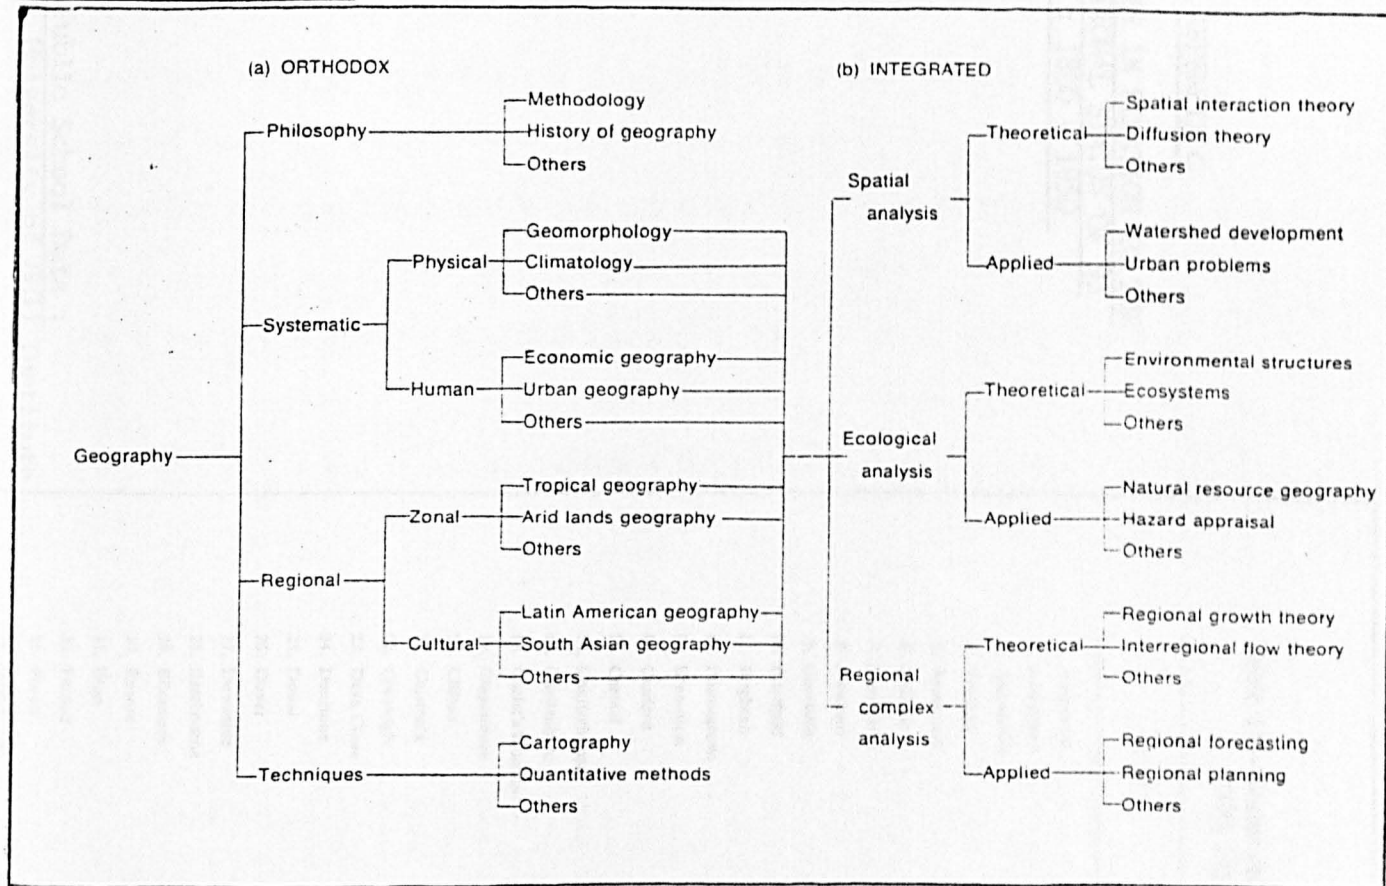 (a) ORTHODOX
Geography
Philosophy
Methodology
History of geography
Others
Systematic
Physical
Geomorphology
Climatology
Others
Human
Economic geography
Urban geography
Others
Regional
Zonal
Tropical geography
Arid lands geography
Others
Cultural
Latin American geography
South Asian geography
Others
Techniques
Cartography
Quantitative methods
Others
(b) INTEGRATED
Spatial
analysis
Theoretical
Spatial interaction theory
Diffusion theory
Others
Applied
Watershed development
Urban problems
Others
Ecological
analysis
Theoretical
Environmental structures
Ecosystems
Others
Applied
Natural resource geography
Hazard appraisal
Others
Regional
complex
analysis
Theoretical
Regional growth theory
Interregional flow theory
Others
Applied
Regional forecasting
Regional planning
Others